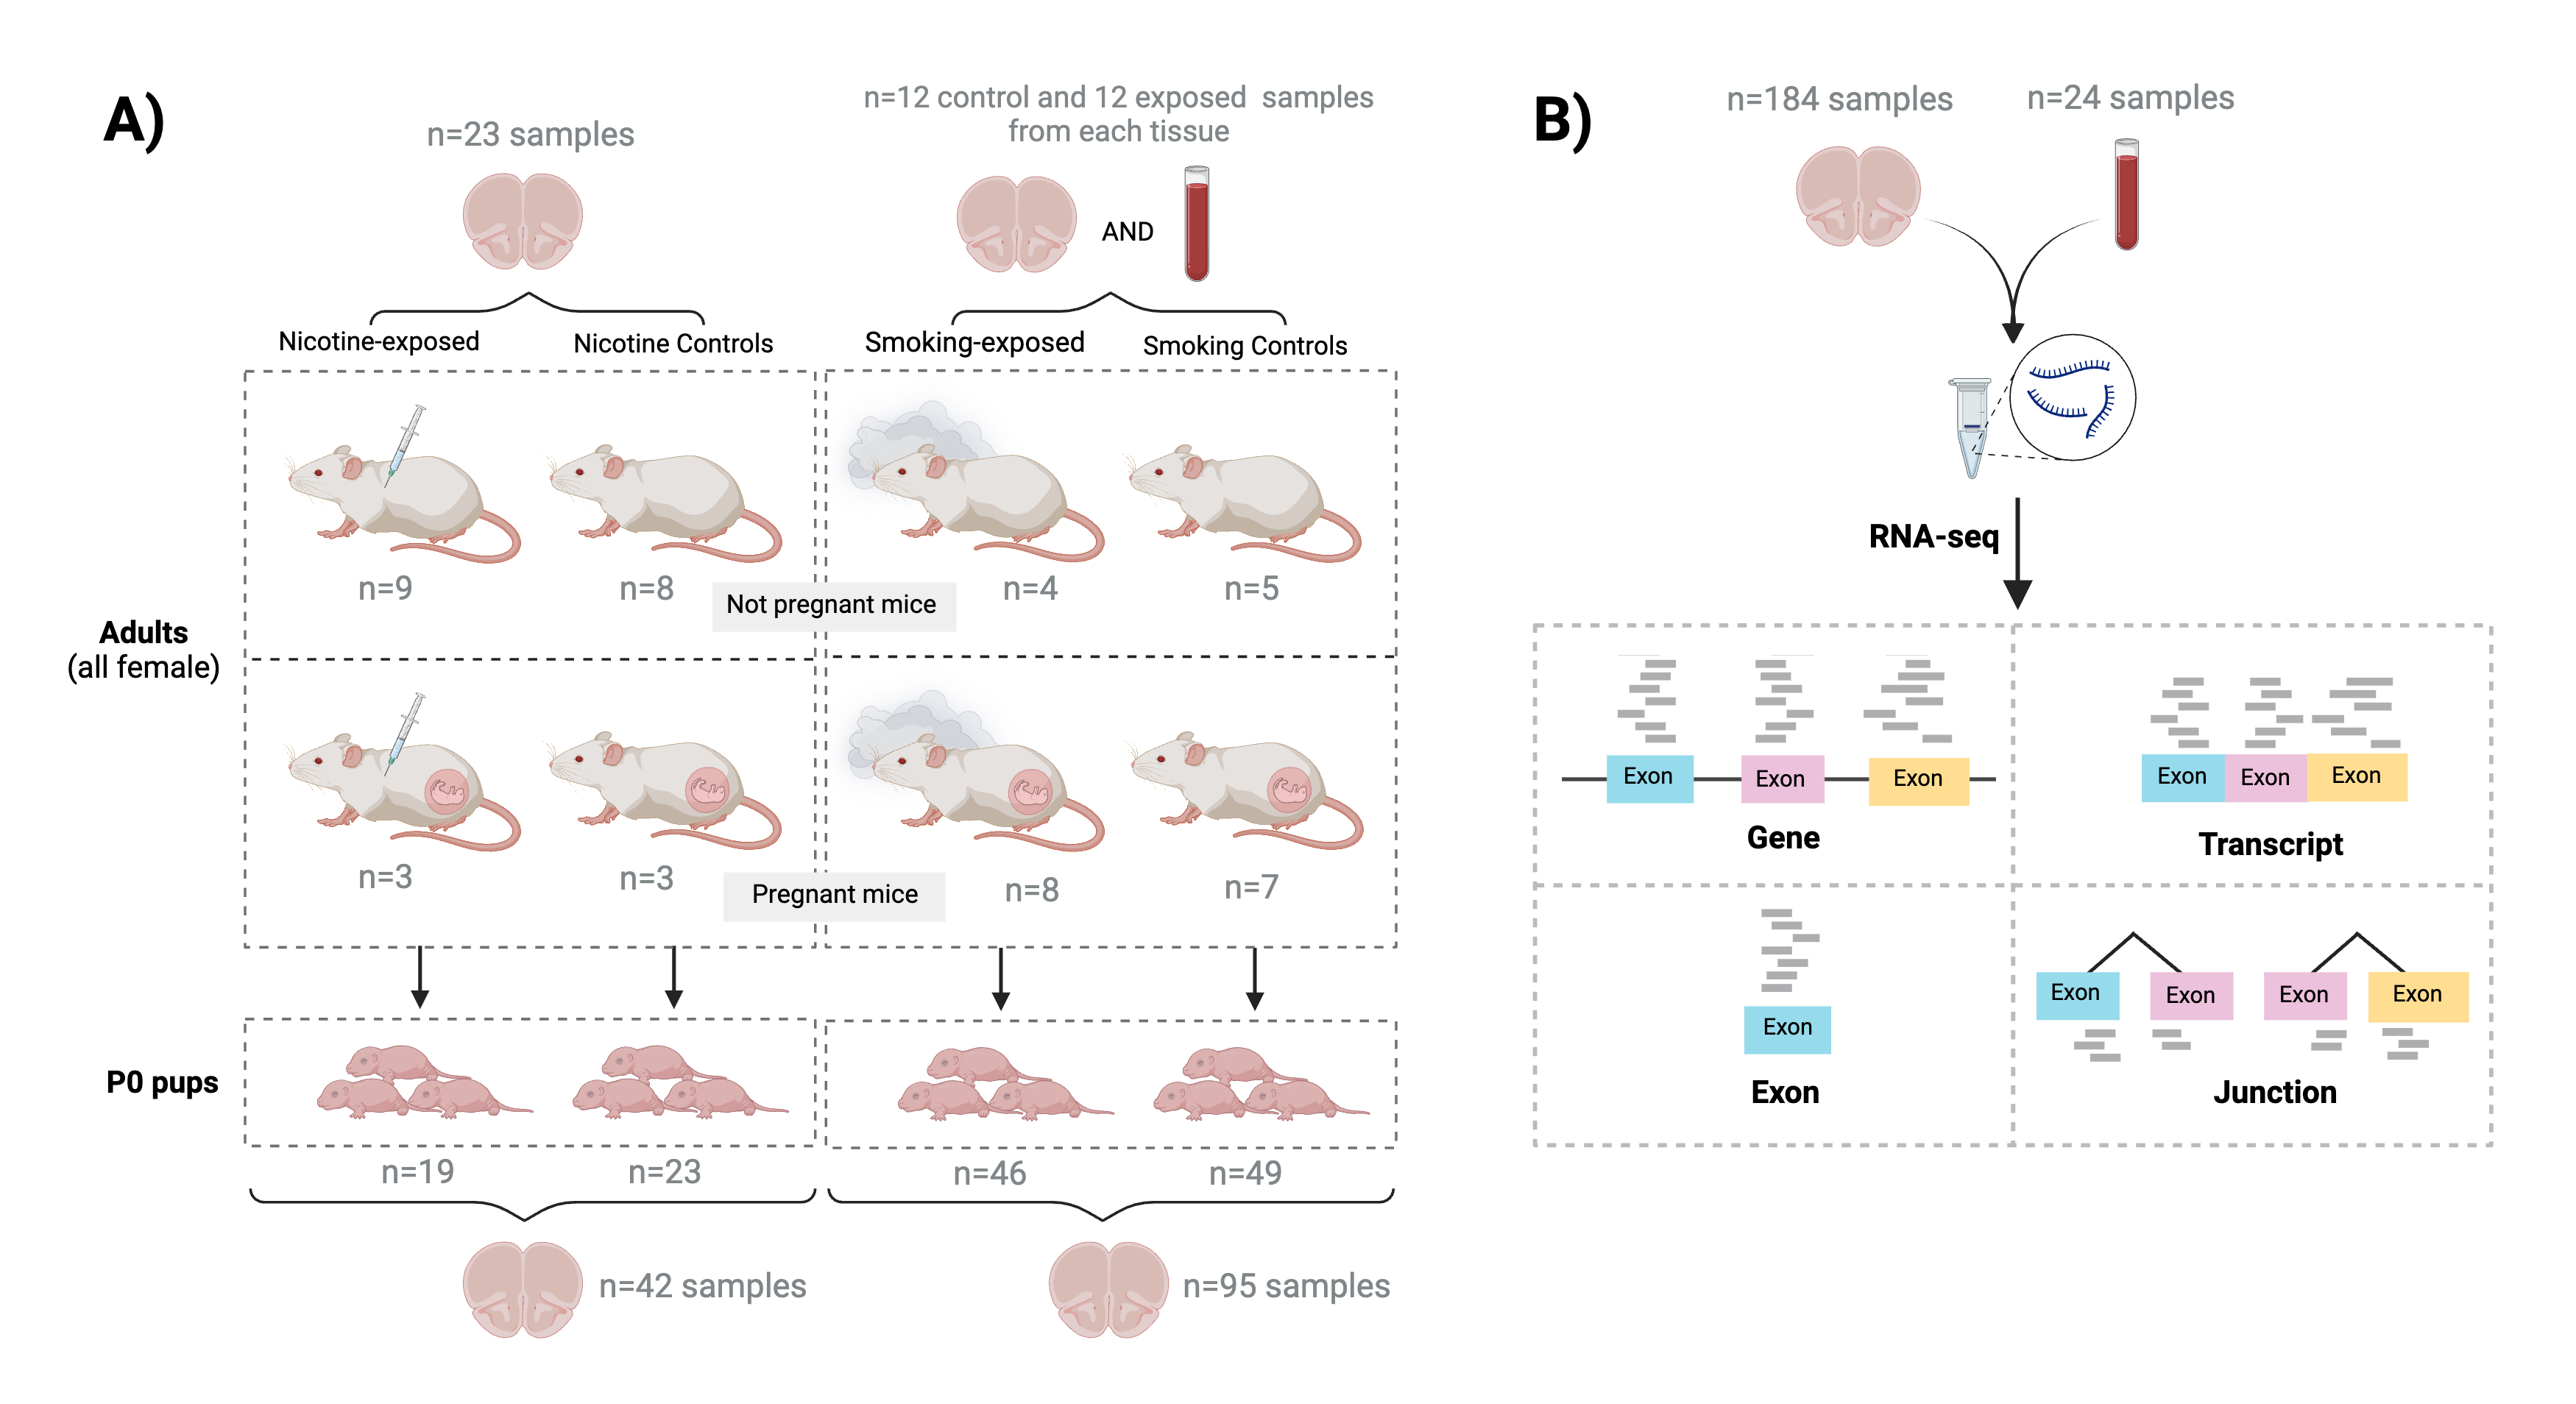 A)
n=23 samples
n=12 control and 12 exposed samples
from each tissue
AND
Nicotine-exposed
Nicotine Controls
Smoking-exposed
Smoking Controls
n=9
n=8
n=4
n=5
Not pregnant mice
Adults
(all female)
n=3
n=3
n=8
n=7
Pregnant mice
P0 pups
n=19
n=23
n=46
n=49
n=42 samples
n=95 samples
B)
n=184 samples
n=24 samples
RNA-seq
Exon
Exon
Exon
Gene
Exon
Exon
Exon
Transcript
Exon
Exon
Exon
Exon
Exon
Exon
Junction